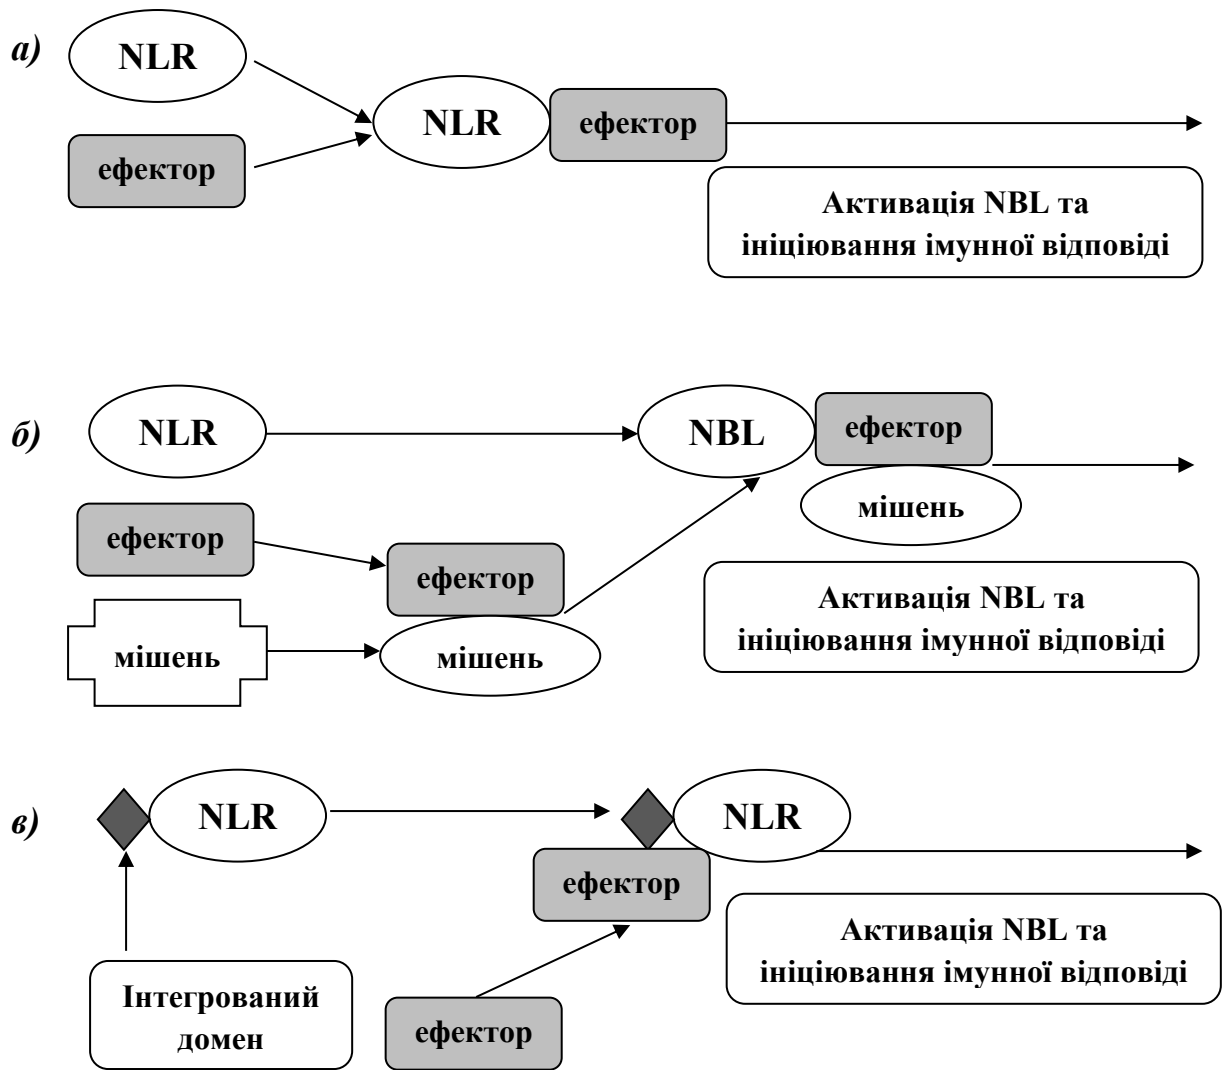 а)
NLR
ефектор
NLR
ефектор
Активація NBL та
ініціювання імунної відповіді
б)
NLR
NBL
ефектор
мішень
ефектор
ефектор
мішень
мішень
Активація NBL та
ініціювання імунної відповіді
в)
NLR
NLR
ефектор
Інтегрований
домен
ефектор
Активація NBL та
ініціювання імунної відповіді